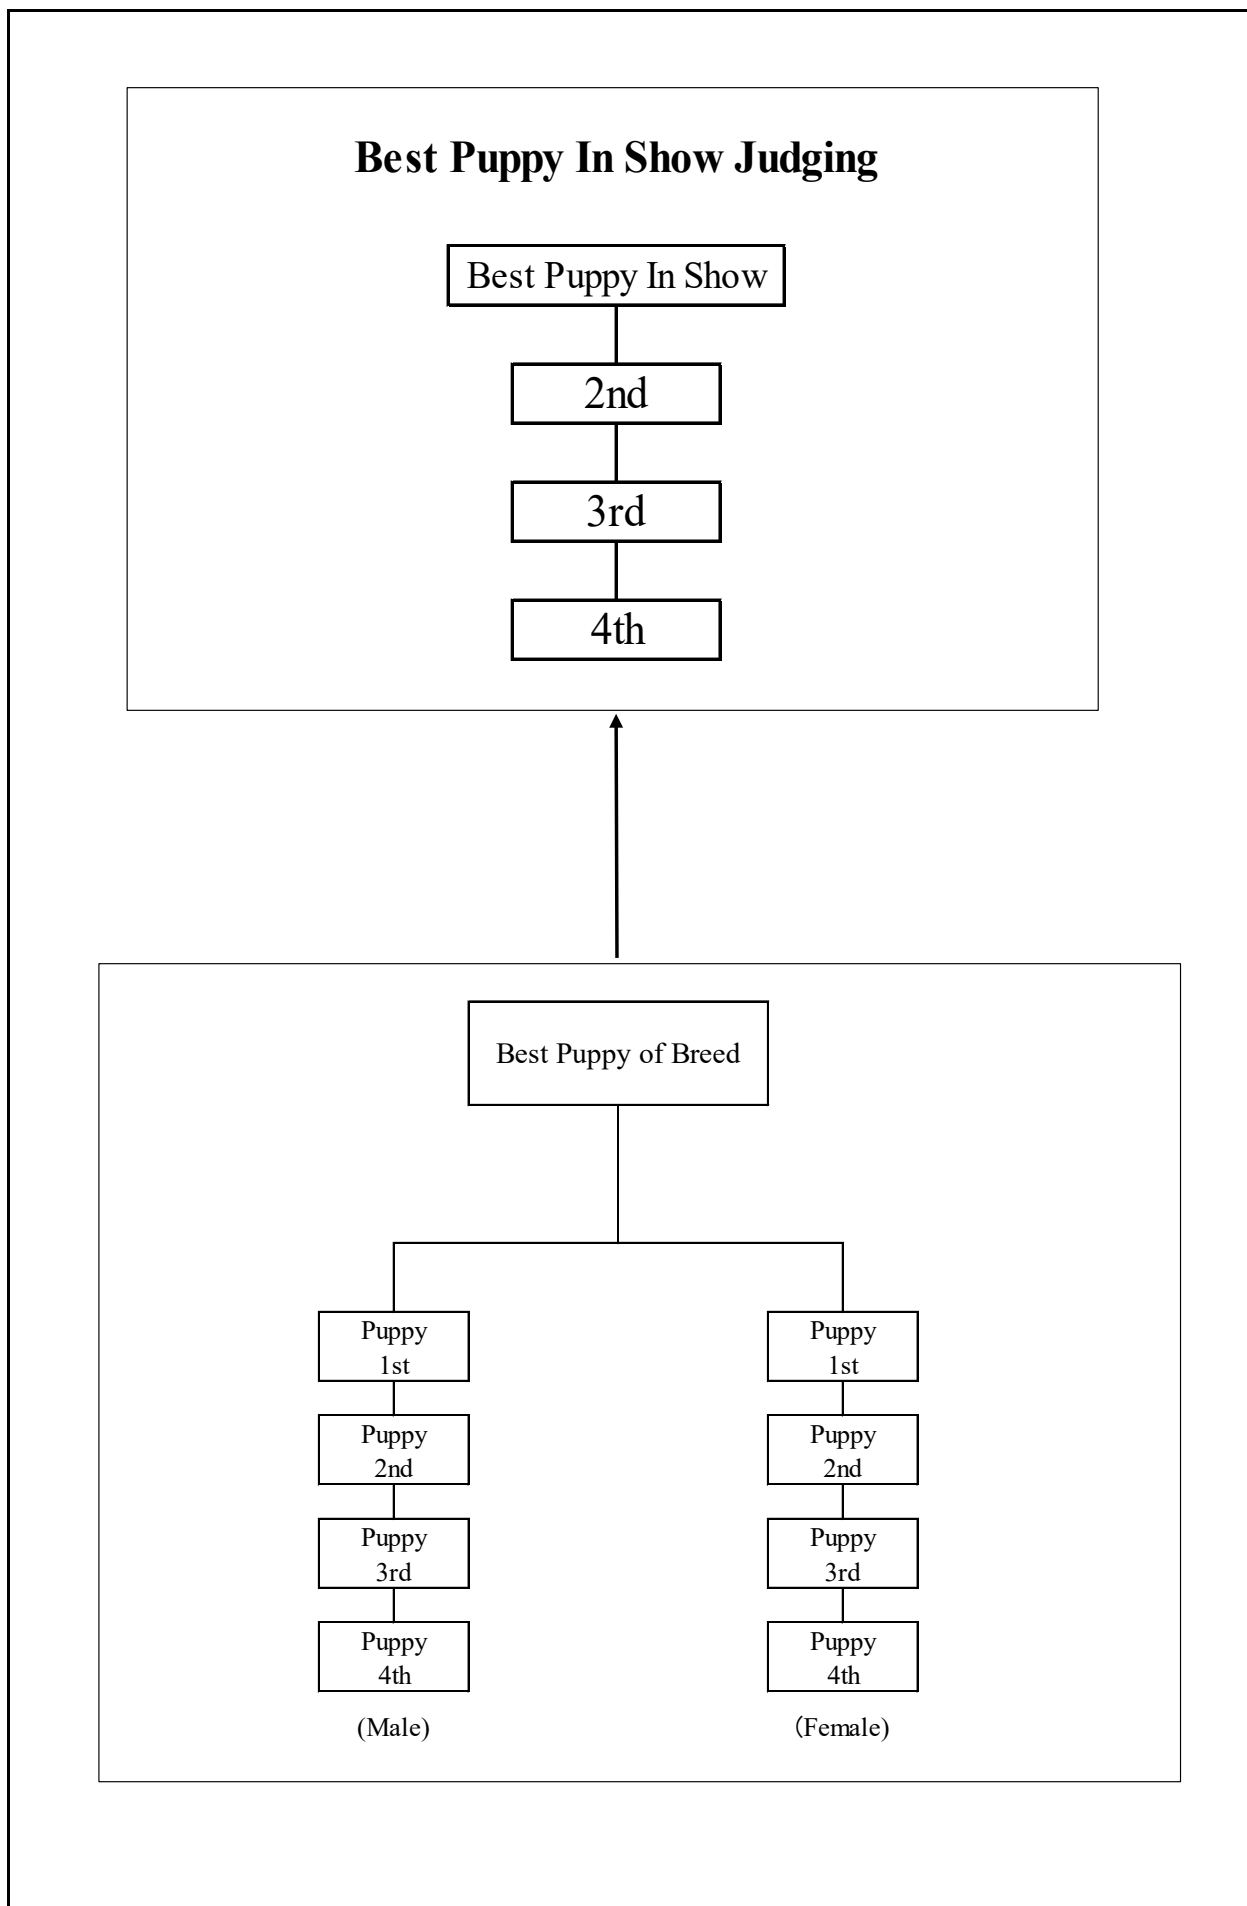 Best Puppy In Show Judging
Best Puppy In Show
2nd
3rd
4th
Best Puppy of Breed
Puppy
1st
Puppy
2nd
Puppy
3rd
Puppy
4th
(Male)
Puppy
1st
Puppy
2nd
Puppy
3rd
Puppy
4th
（Female)